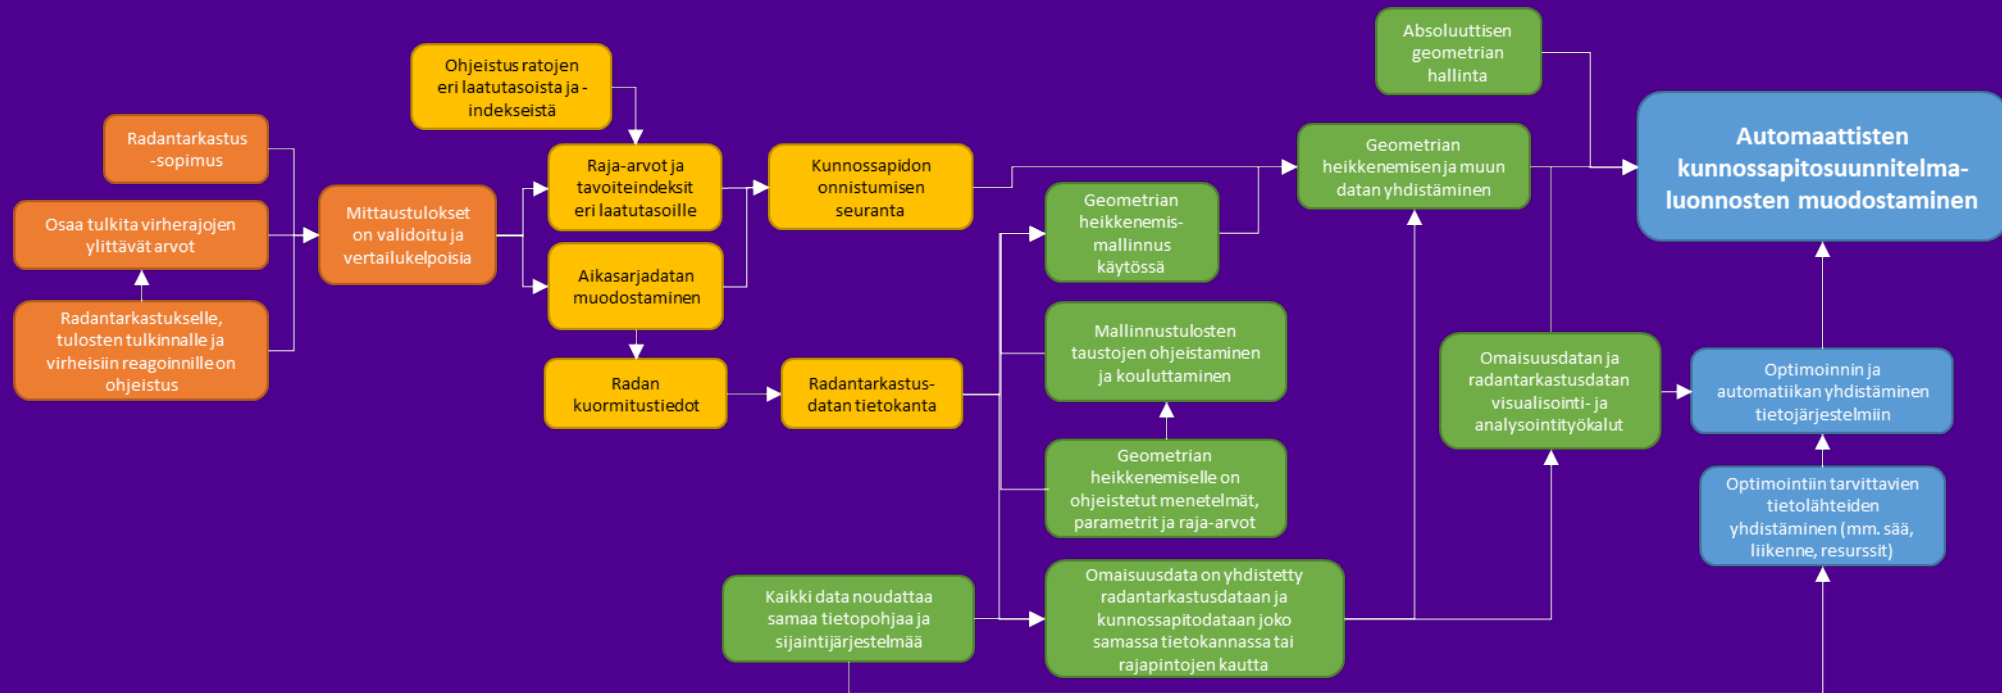 Radantarkastus
-sopimus
Osaa tulkita virherajojen
ylittävät arvot
Radantarkastukselle,
tulosten tulkinnalle ja
virheisiin reagoinnille on
ohjeistus
Mittaustulokset
on validoitu ja
vertailukelpoisia
Ohjeistus ratojen
eri laatutasoista ja -
indekseistä
Raja-arvot ja
tavoiteindeksit
eri laatutasoille
Aikasarjadatan
muodostaminen
Radan
kuormitustiedot
Kunnossapidon
onnistumisen
seuranta
Radantarkastus-
datan tietokanta
Kaikki data noudattaa
samaa tietopohjaa ja
sijaintijärjestelmää
Geometrian
heikkenemis-
mallinnus
käytössä
Mallinnustulosten
taustojen ohjeistaminen
ja kouluttaminen
Geometrian
heikkenemiselle on
ohjeistetut menetelmät,
parametrit ja raja-arvot
Omaisuusdata on yhdistetty
radantarkastusdataan ja
kunnossapitodataan joko
samassa tietokannassa tai
rajapintojen kautta
Absoluuttisen
geometrian
hallinta
Geometrian
heikkenemisen ja muun
datan yhdistäminen
Omaisuusdatan ja
radantarkastusdatan
visualisointi- ja
analysointityökalut
Automaattisten
kunnossapitosuunnitelma-
luonnosten muodostaminen
Optimoinnin ja
automatiikan yhdistäminen
tietojärjestelmiin
Optimointiin tarvittavien
tietolähteiden
yhdistäminen (mm. sää,
liikenne, resurssit)